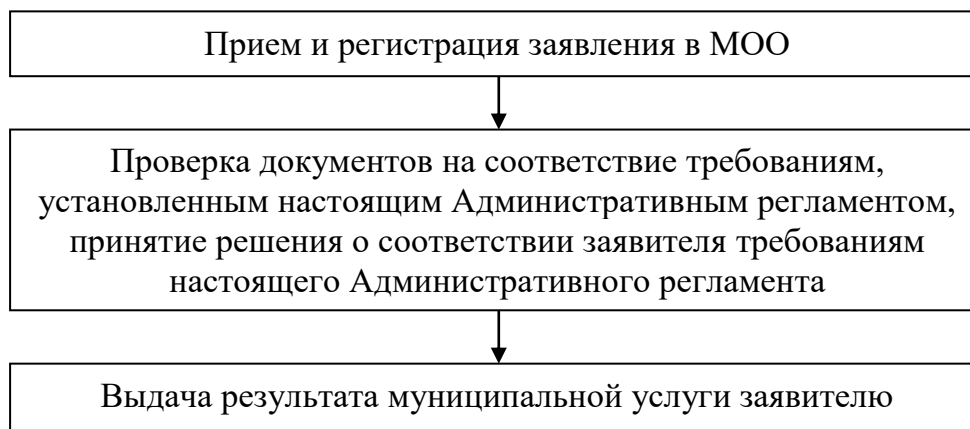 Прием и регистрация заявления в МОО
Проверка документов на соответствие требованиям,
установленным настоящим Административным регламентом,
принятие решения о соответствии заявителя требованиям
настоящего Административного регламента
Выдача результата муниципальной услуги заявителю